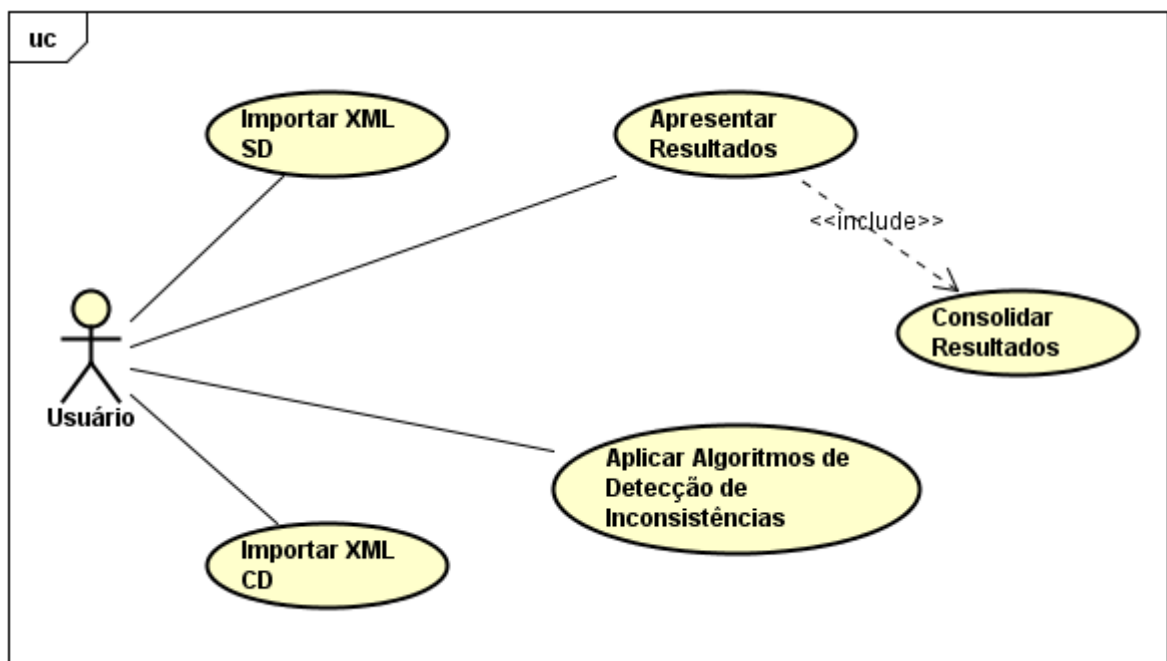 uc
Importar XML
SD
Apresentar
Resultados
<<include>>
Consolidar
Resultados
Usuário
Aplicar Algoritmos de
Detecção de
Inconsistências
Importar XML
CD